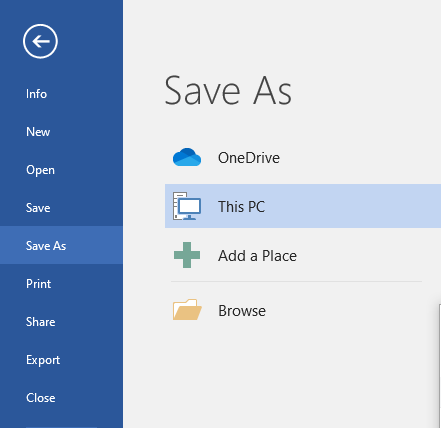 Info
New
Open
Save
Save As
Print
Share
Export
Close
Save As
OneDrive
This PC
Add a Place
Browse